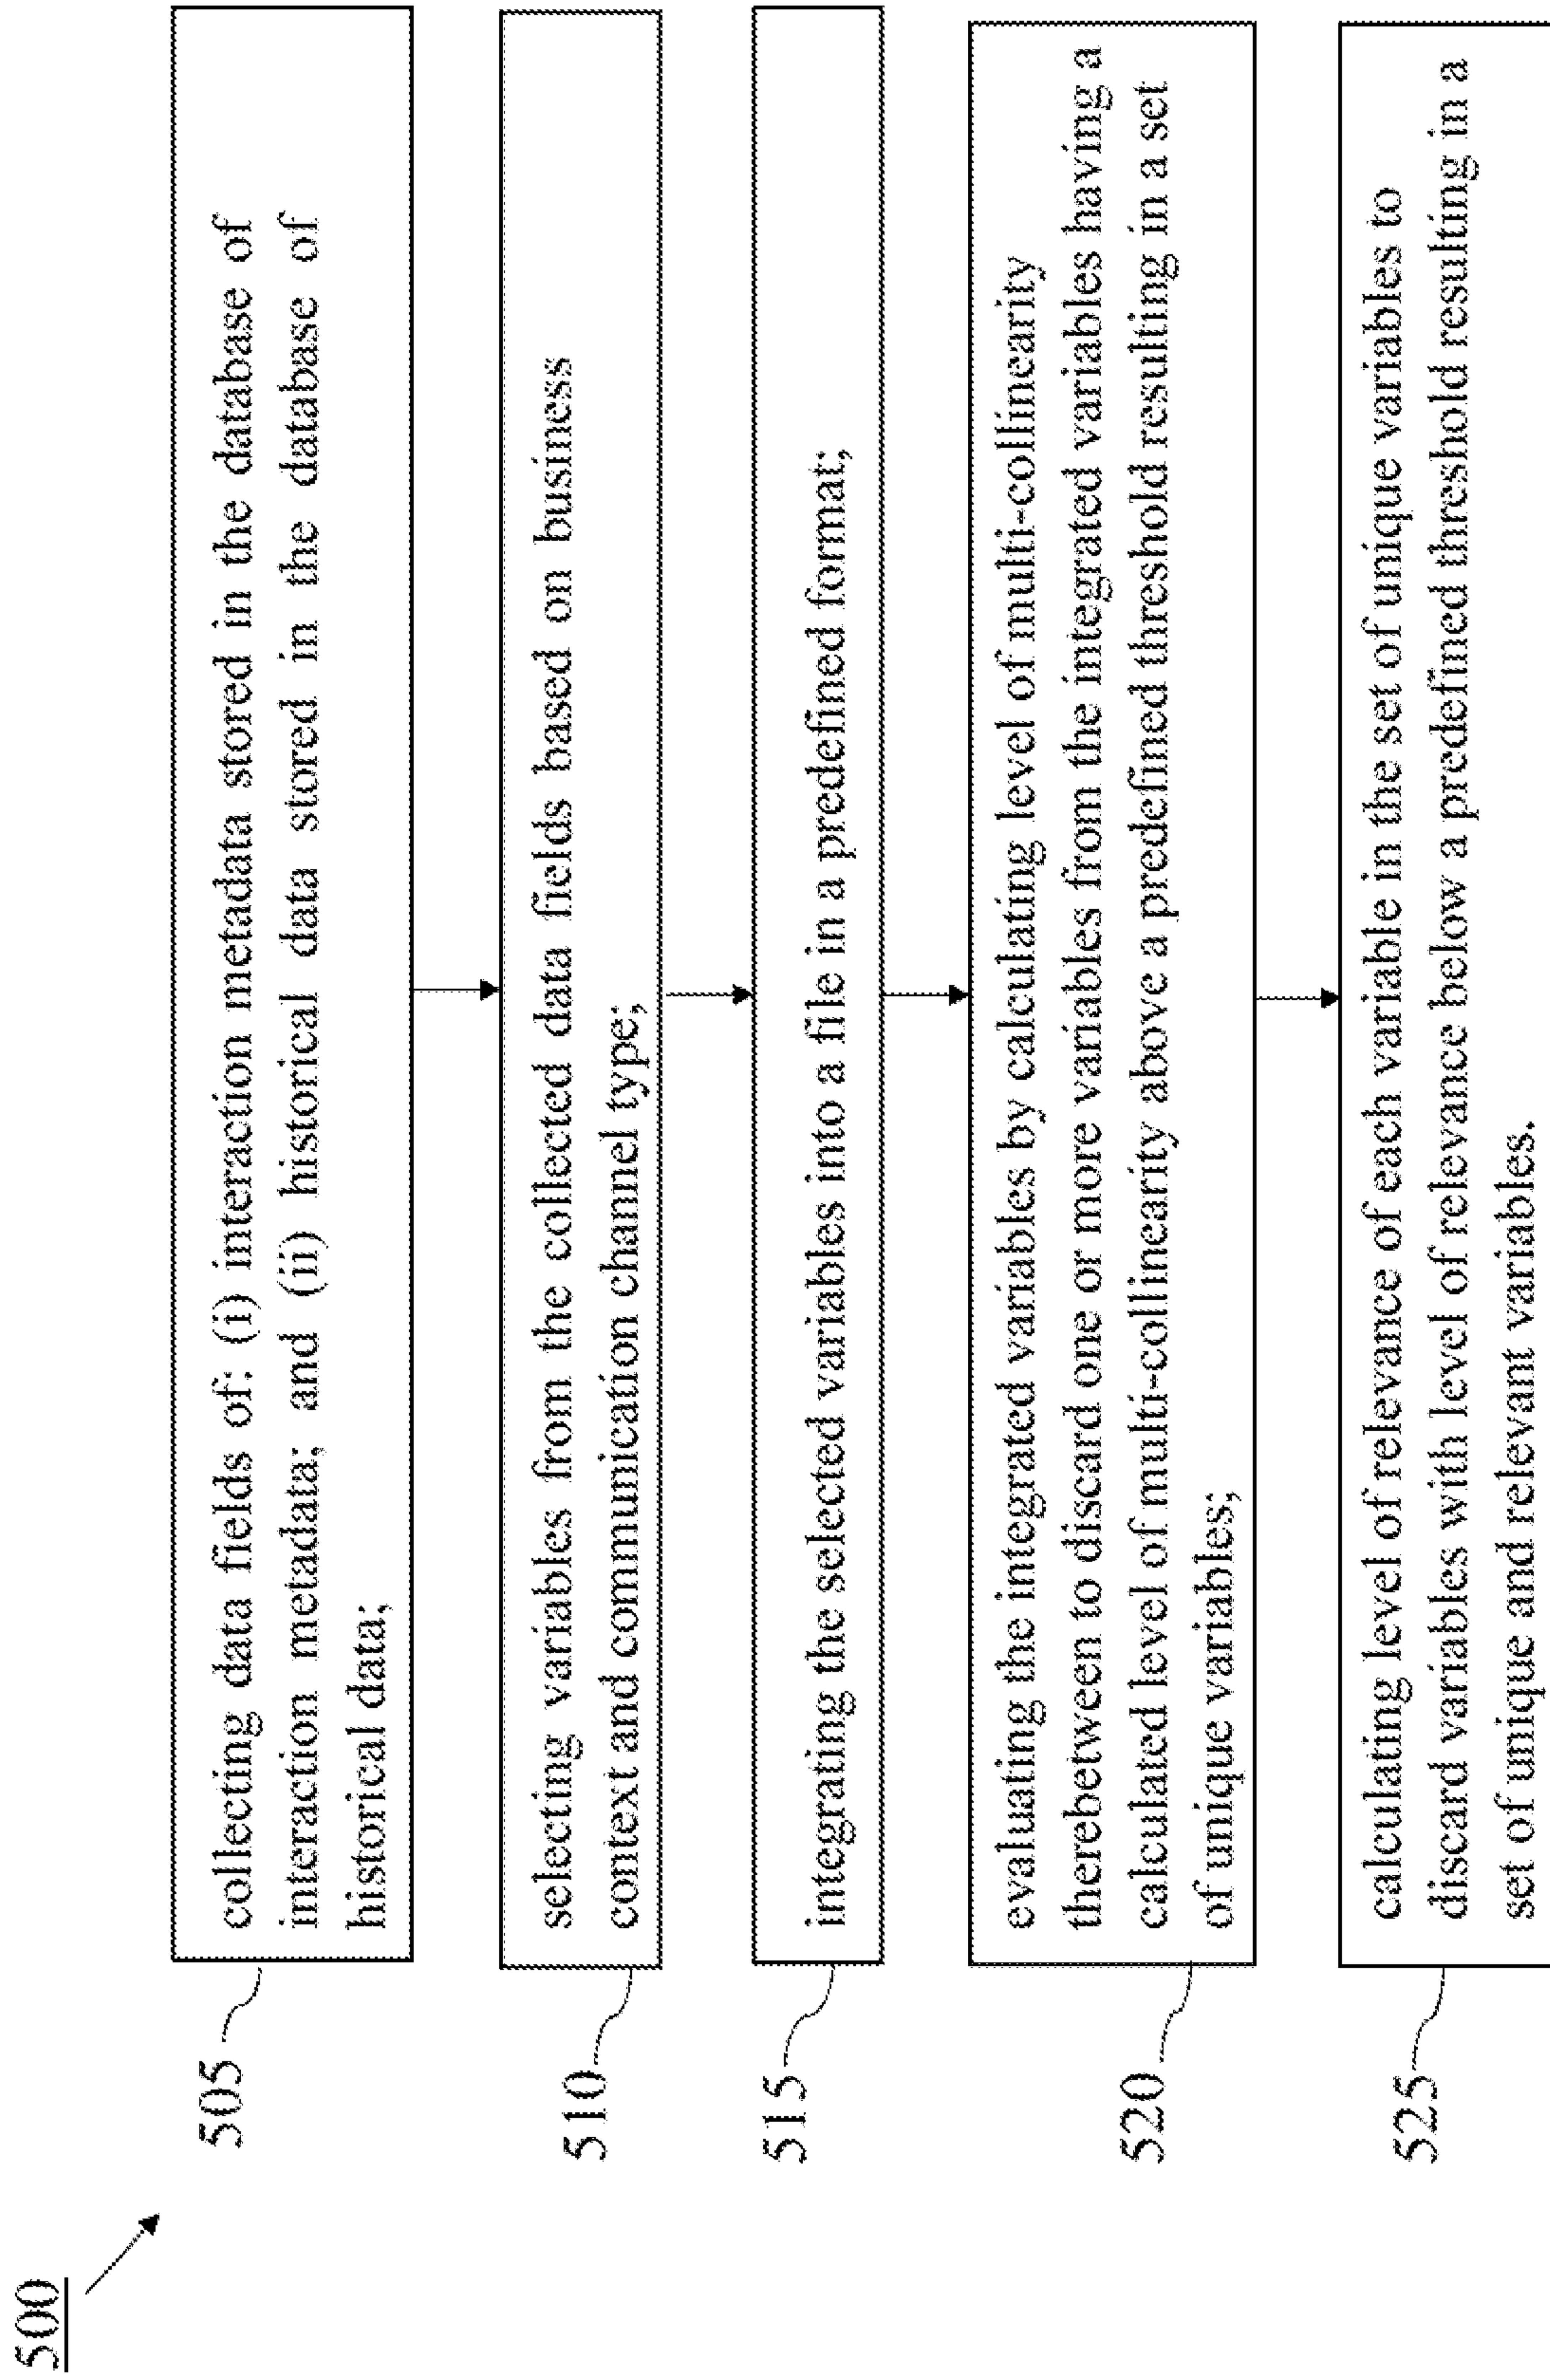 500
505
collecting data fields of: (i) interaction metadata stored in the database of
interaction metadata; and (ii) historical data stored in the database of
historical data;
510
selecting variables from the collected data fields based on business
context and communication channel type;
515
integrating the selected variables into a file in a predefined format;
520
evaluating the integrated variables by calculating level of multi-collinearity
therebetween to discard one or more variables from the integrated variables having a
calculated level of multi-collinearity above a predefined threshold resulting in a set
of unique variables;
525
calculating level of relevance of each variable in the set of unique variables to
discard variables with level of relevance below a predefined threshold resulting in a
set of unique and relevant variables.